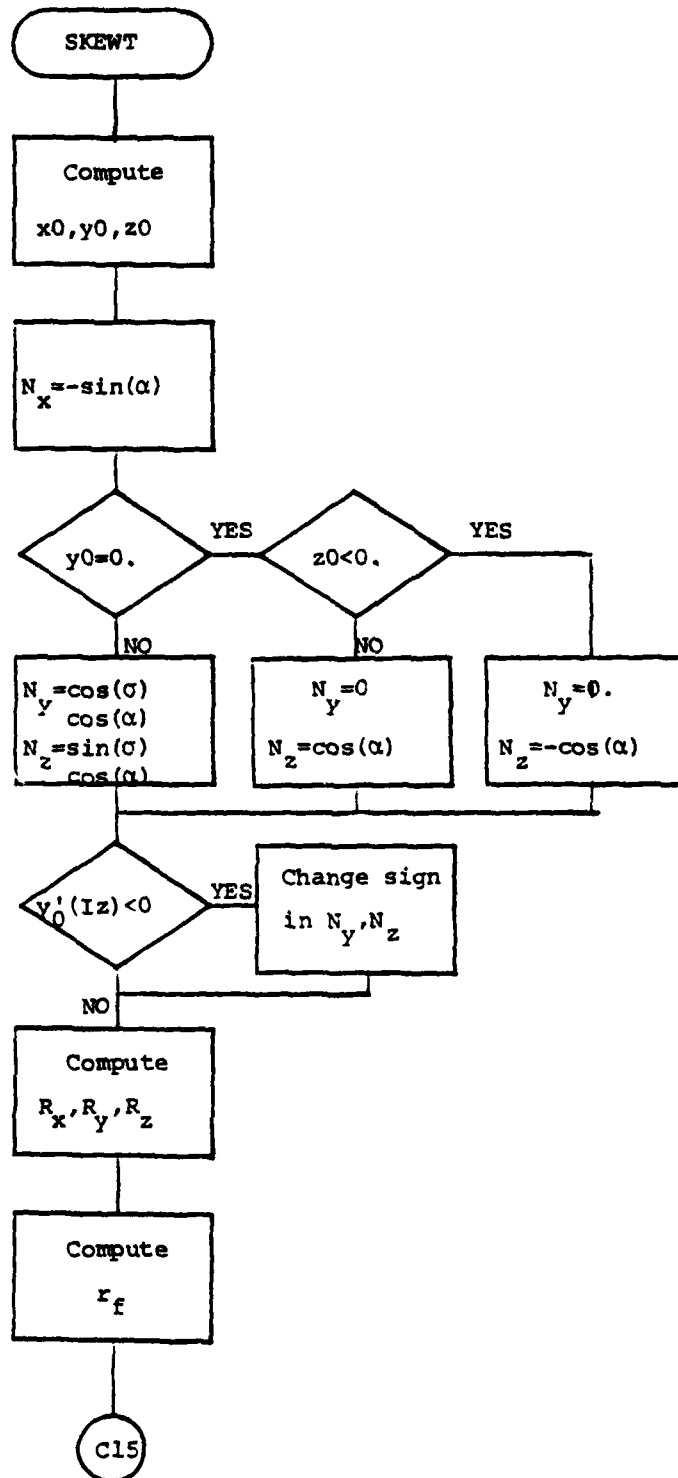 SKEWT
Compute
x0,y0,z0
N_x=-sin(α)
y0=0.
YES
z0<0.
YES
NO
NO
N_y=cos(σ)
cos(α)
N_z=sin(σ)
cos(α)
N_y=0
N_z=cos(α)
N_y=0.
N_z=-cos(α)
y_0'(Iz)<0
YES
Change sign
in N_y,N_z
NO
Compute
R_x,R_y,R_z
Compute
r_f
C15